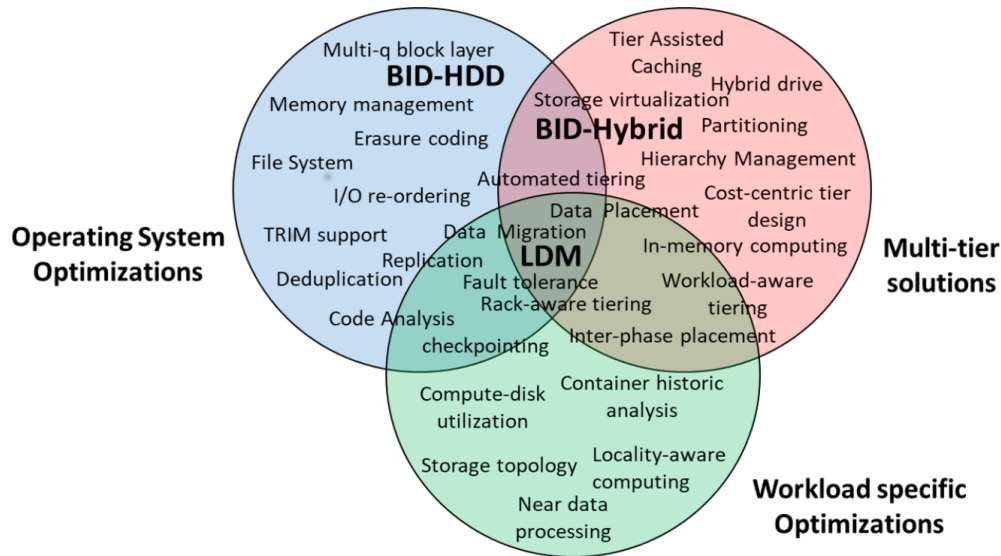 Multi-q block layer
BID-HDD
Memory management
Erasure coding
File System
I/O re-ordering
TRIM support
Deduplication
Replication
Code Analysis
checkpointing
Operating System
Optimizations
Tier Assisted
Caching
Hybrid drive
Storage virtualization
BID-Hybrid
Partitioning
Hierarchy Management
Automated tiering
Cost-centric tier
design
Data Placement
Data Migration
In-memory computing
LDM
Fault tolerance
Workload-aware
tiering
Rack-aware tiering
Inter-phase placement
Multi-tier
solutions
Compute-disk
utilization
Container historic
analysis
Storage topology
Locality-aware
computing
Near data
processing
Workload specific
Optimizations